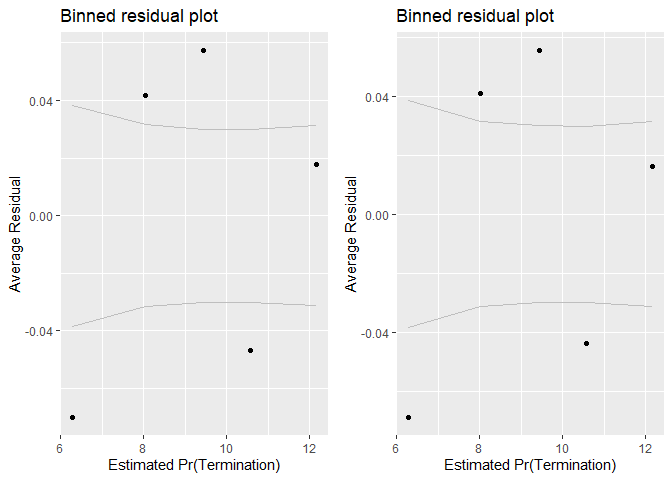 Binned residual plot
Average Residual
0.04
0.00
-0.04
6 8 10 12
Estimated Pr(Termination)
Binned residual plot
Average Residual
0.04
0.00
-0.04
6 8 10 12
Estimated Pr(Termination)